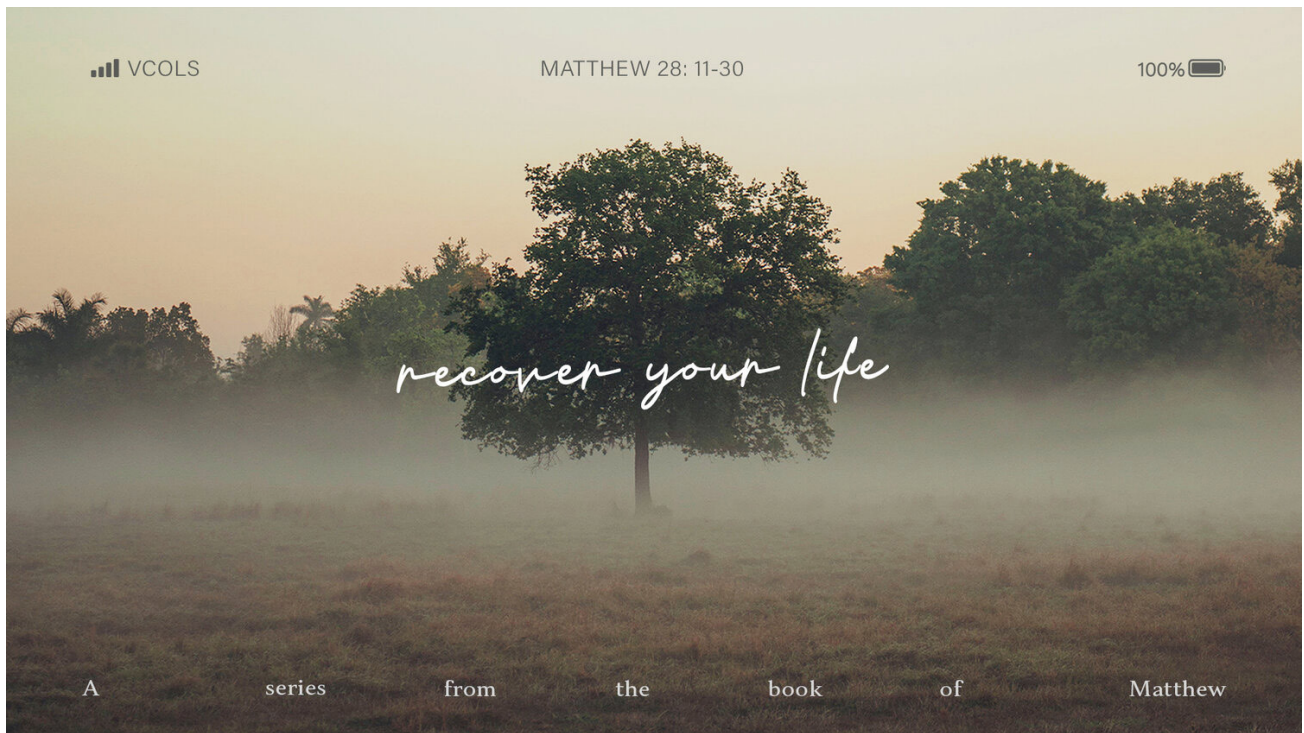 VCOLS MATTHEW 28: 11-30 100%
recover your life
A series from the book of Matthew